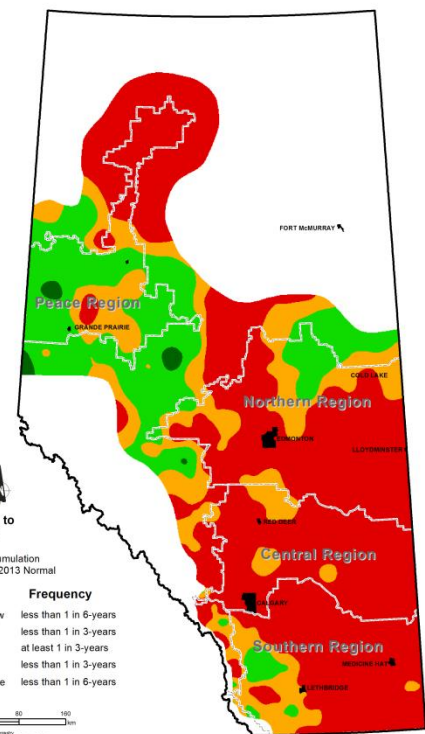 FORT McMURRAY
Peace Region
GRANDE PRAIRIE
COLD LAKE
Northern Region
EDMONTON
LLOYDMINSTER
to
RED DEER
mulation
2013 Normal
Central Region
Frequency
CALGARY
w less than 1 in 6-years
less than 1 in 3-years
at least 1 in 3-years
less than 1 in 3-years
e less than 1 in 6-years
Southern Region
MEDICINE HAT
LETHBRIDGE
80 160
km